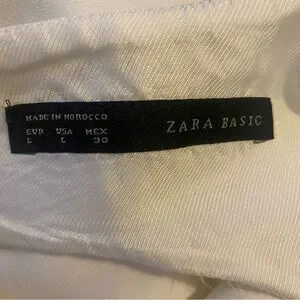 MADE IN MOROCCO
EUR USA MEX
L L 30
ZARA BASIC